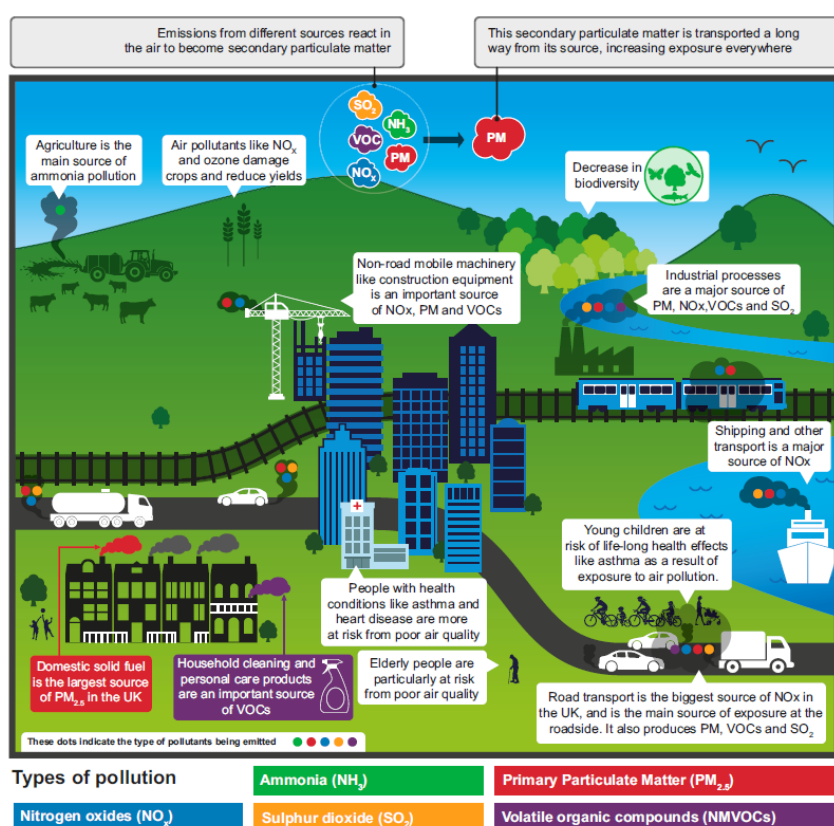 Emissions from different sources react in
the air to become secondary particulate matter
This secondary particulate matter is transported a long
way from its source, increasing exposure everywhere
SO2
NH3
VOC
PM
NOX
PM
Agriculture is the
main source of
ammonia pollution
Air pollutants like NOX
and ozone damage
crops and reduce yields
Decrease in
biodiversity
Non-road mobile machinery
like construction equipment
is an important source
of NOx, PM and VOCs
Industrial processes
are a major source of
PM, NOx,VOCs and SO2
Shipping and other
transport is a major
source of NOx
Young children are at
risk of life-long health effects
like asthma as a result of
exposure to air pollution.
People with health
conditions like asthma and
heart disease are more
at risk from poor air quality
Domestic solid fuel
is the largest source
of PM2.5 in the UK
Household cleaning and
personal care products
are an important source
of VOCs
Elderly people are
particularly at risk
from poor air quality
Road transport is the biggest source of NOx in
the UK, and is the main source of exposure at the
roadside. It also produces PM, VOCs and SO2
These dots indicate the type of pollutants being emitted
Types of pollution
Ammonia (NH3)
Primary Particulate Matter (PM2.5)
Nitrogen oxides (NOX)
Sulphur dioxide (SO2)
Volatile organic compounds (NMVOCs)